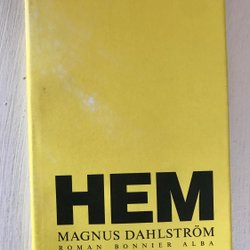 HEM
MAGNUS DAHLSTRÖM
ROMAN BONNIER ALBA